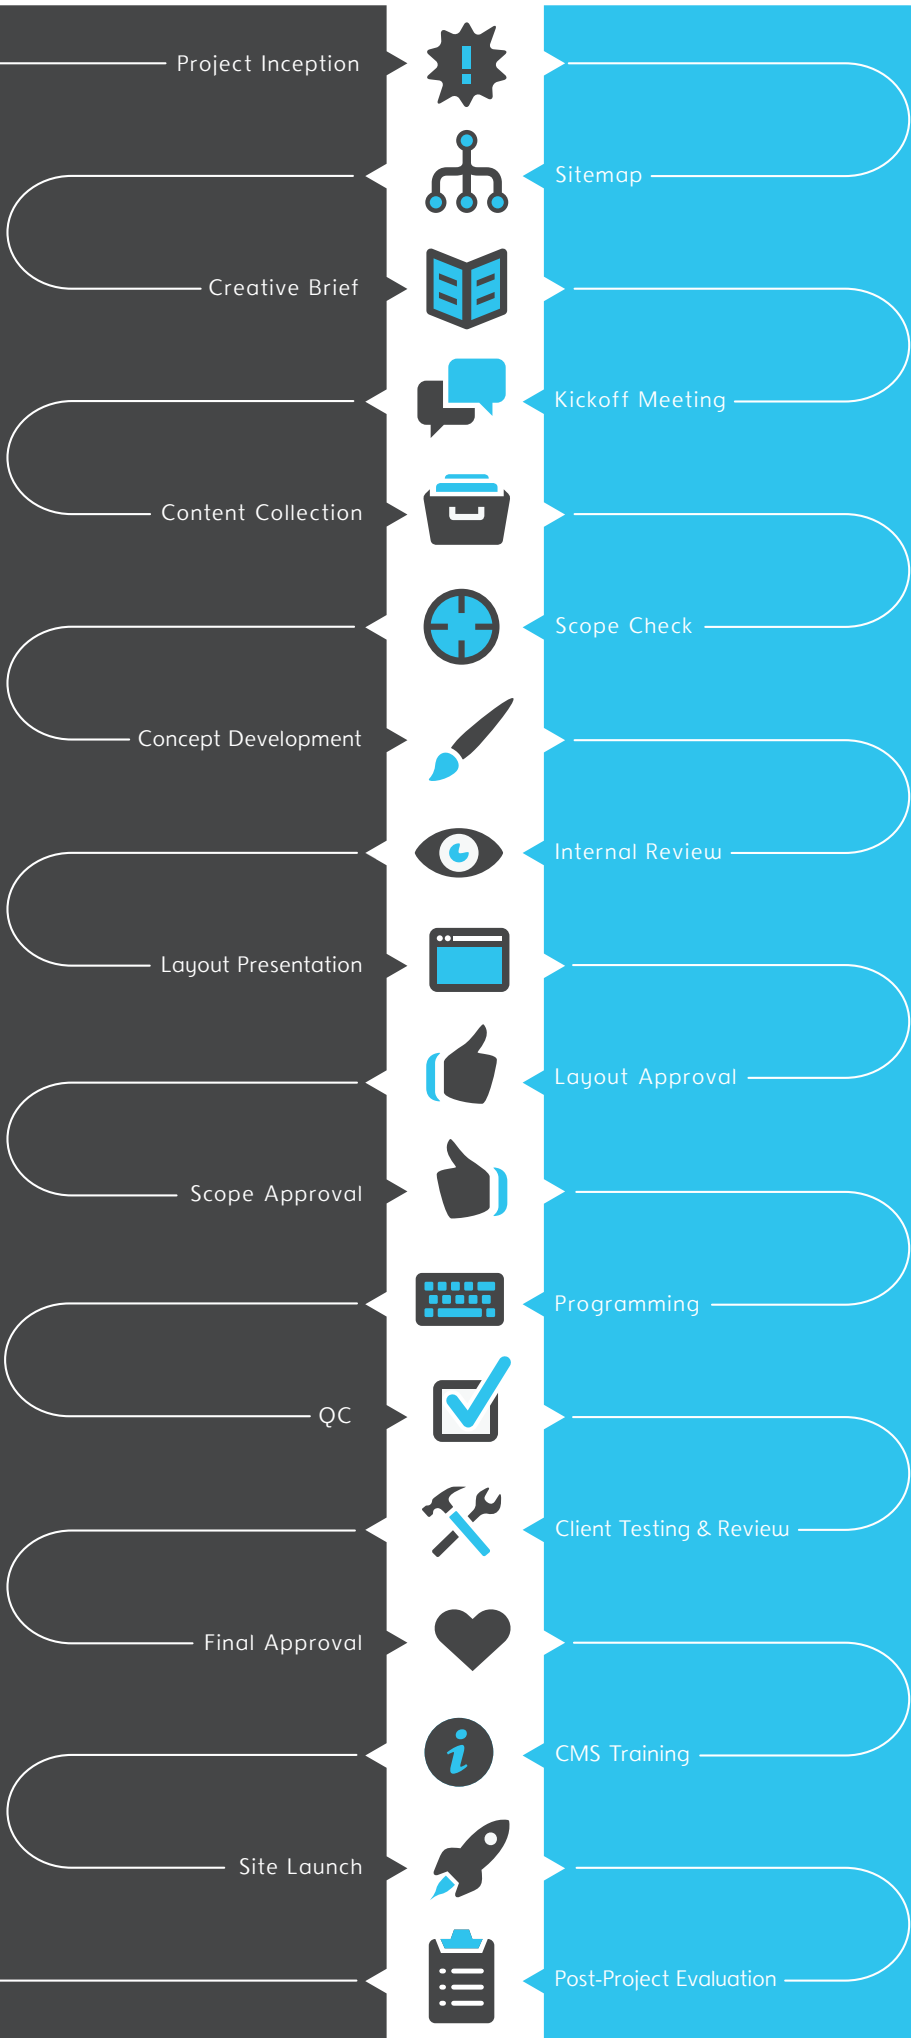 Project Inception
Sitemap
Creative Brief
Kickoff Meeting
Content Collection
Scope Check
Concept Development
Internal Review
Layout Presentation
Layout Approval
Scope Approval
Programming
QC
Client Testing & Review
Final Approval
CMS Training
Site Launch
Post-Project Evaluation